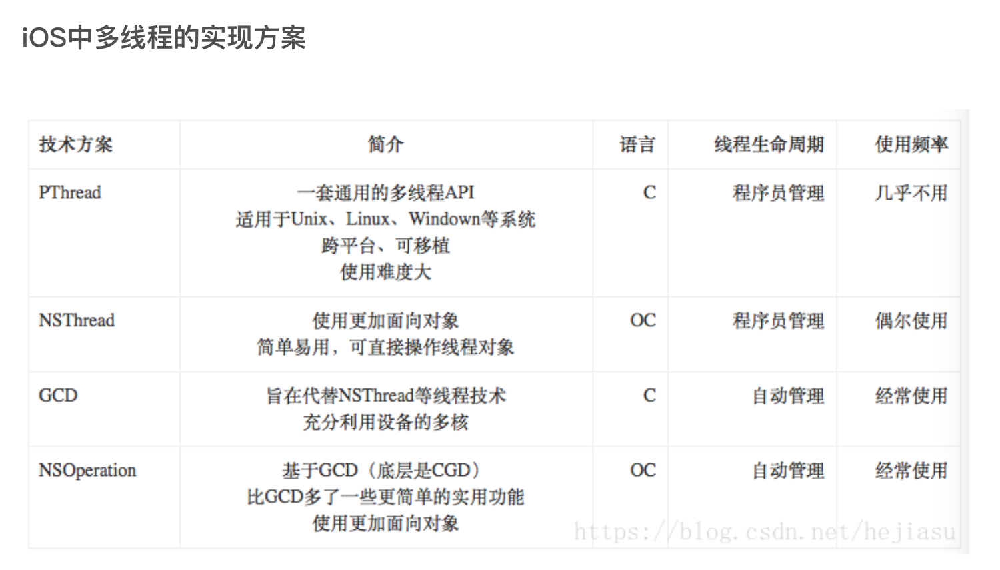 iOS中多线程的实现方案
技术方案 简介 语言 线程生命周期 使用频率
PThread 一套通用的多线程API C 程序员管理 几乎不用
适用于Unix、Linux、Windown等系统
跨平台、可移植
使用难度大
NSThread 使用更加面向对象 OC 程序员管理 偶尔使用
简单易用，可直接操作线程对象
GCD 旨在代替NSThread等线程技术 C 自动管理 经常使用
充分利用设备的多核
NSOperation 基于GCD（底层是CGD） OC 自动管理 经常使用
比GCD多了一些更简单的实用功能
使用更加面向对象
https://blog.csdn.net/hejiasu